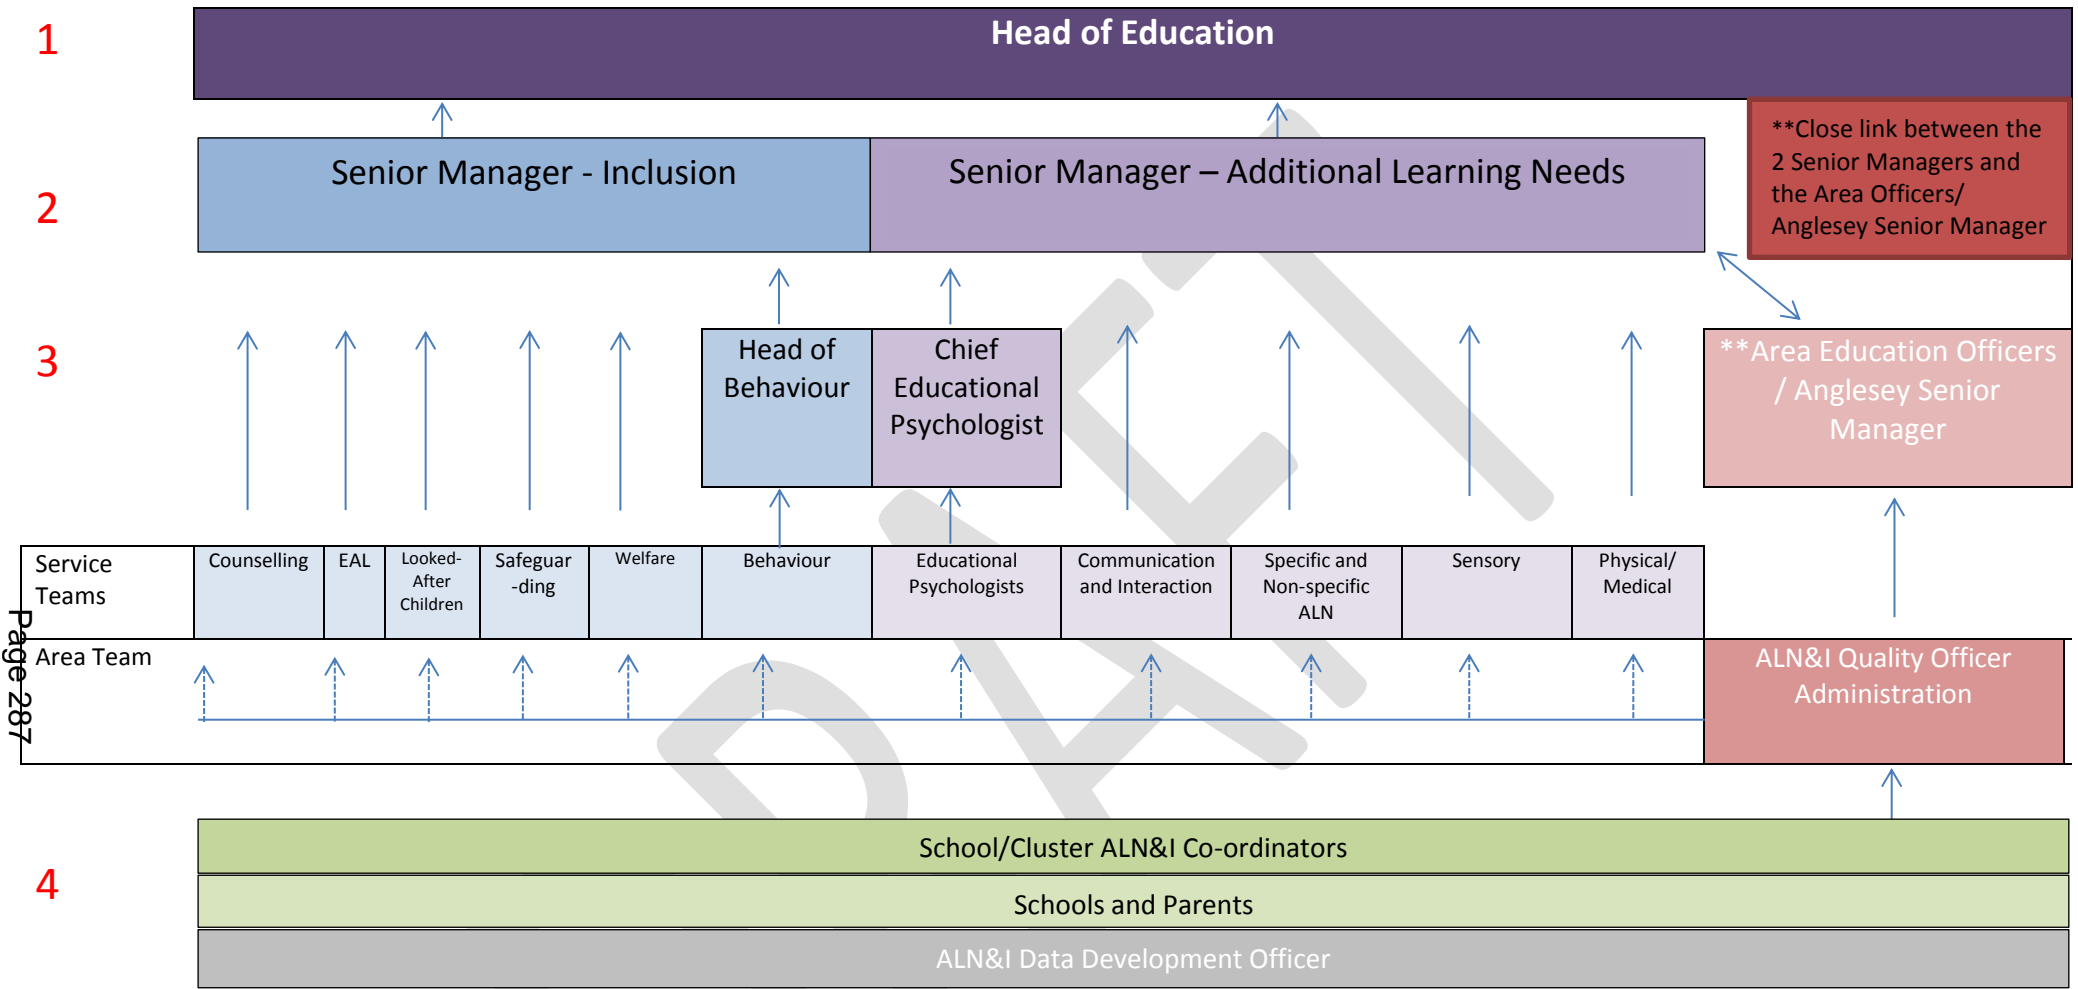 1
Head of Education
2
Senior Manager - Inclusion
Senior Manager – Additional Learning Needs
**Close link between the
2 Senior Managers and
the Area Officers/
Anglesey Senior Manager
3
Head of
Behaviour
Chief
Educational
Psychologist
**Area Education Officers
/ Anglesey Senior
Manager
Service
Teams
Counselling
EAL
Looked-
After
Children
Safeguar
-ding
Welfare
Behaviour
Educational
Psychologists
Communication
and Interaction
Specific and
Non-specific
ALN
Sensory
Physical/
Medical
Area Team
ALN&I Quality Officer
Administration
Page 287
4
School/Cluster ALN&I Co-ordinators
Schools and Parents
ALN&I Data Development Officer
DRAFT